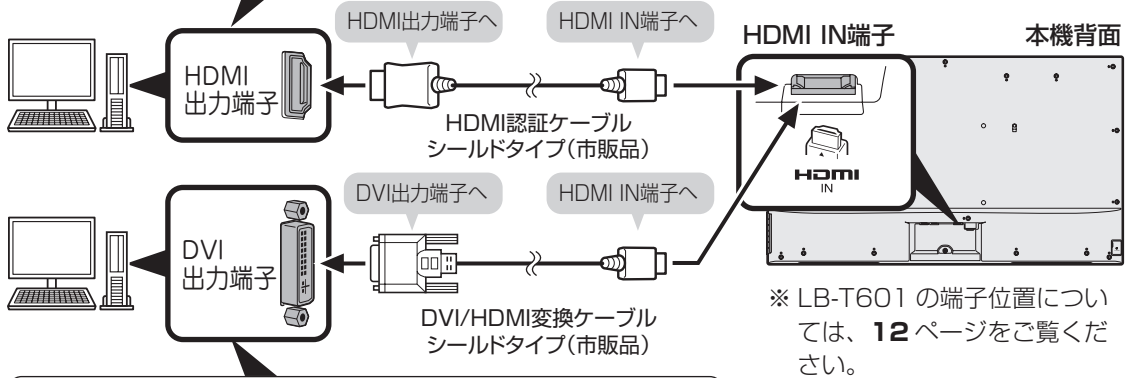 HDMI出力端子へ
HDMI IN端子へ
HDMI IN端子
本機背面
HDMI
出力端子
HDMI認証ケーブル
シールドタイプ(市販品)
HDMI
IN
DVI出力端子へ
HDMI IN端子へ
DVI
出力端子
DVI/HDMI変換ケーブル
シールドタイプ(市販品)
※ LB-T601 の端子位置につい
ては、12 ページをご覧くだ
さい。